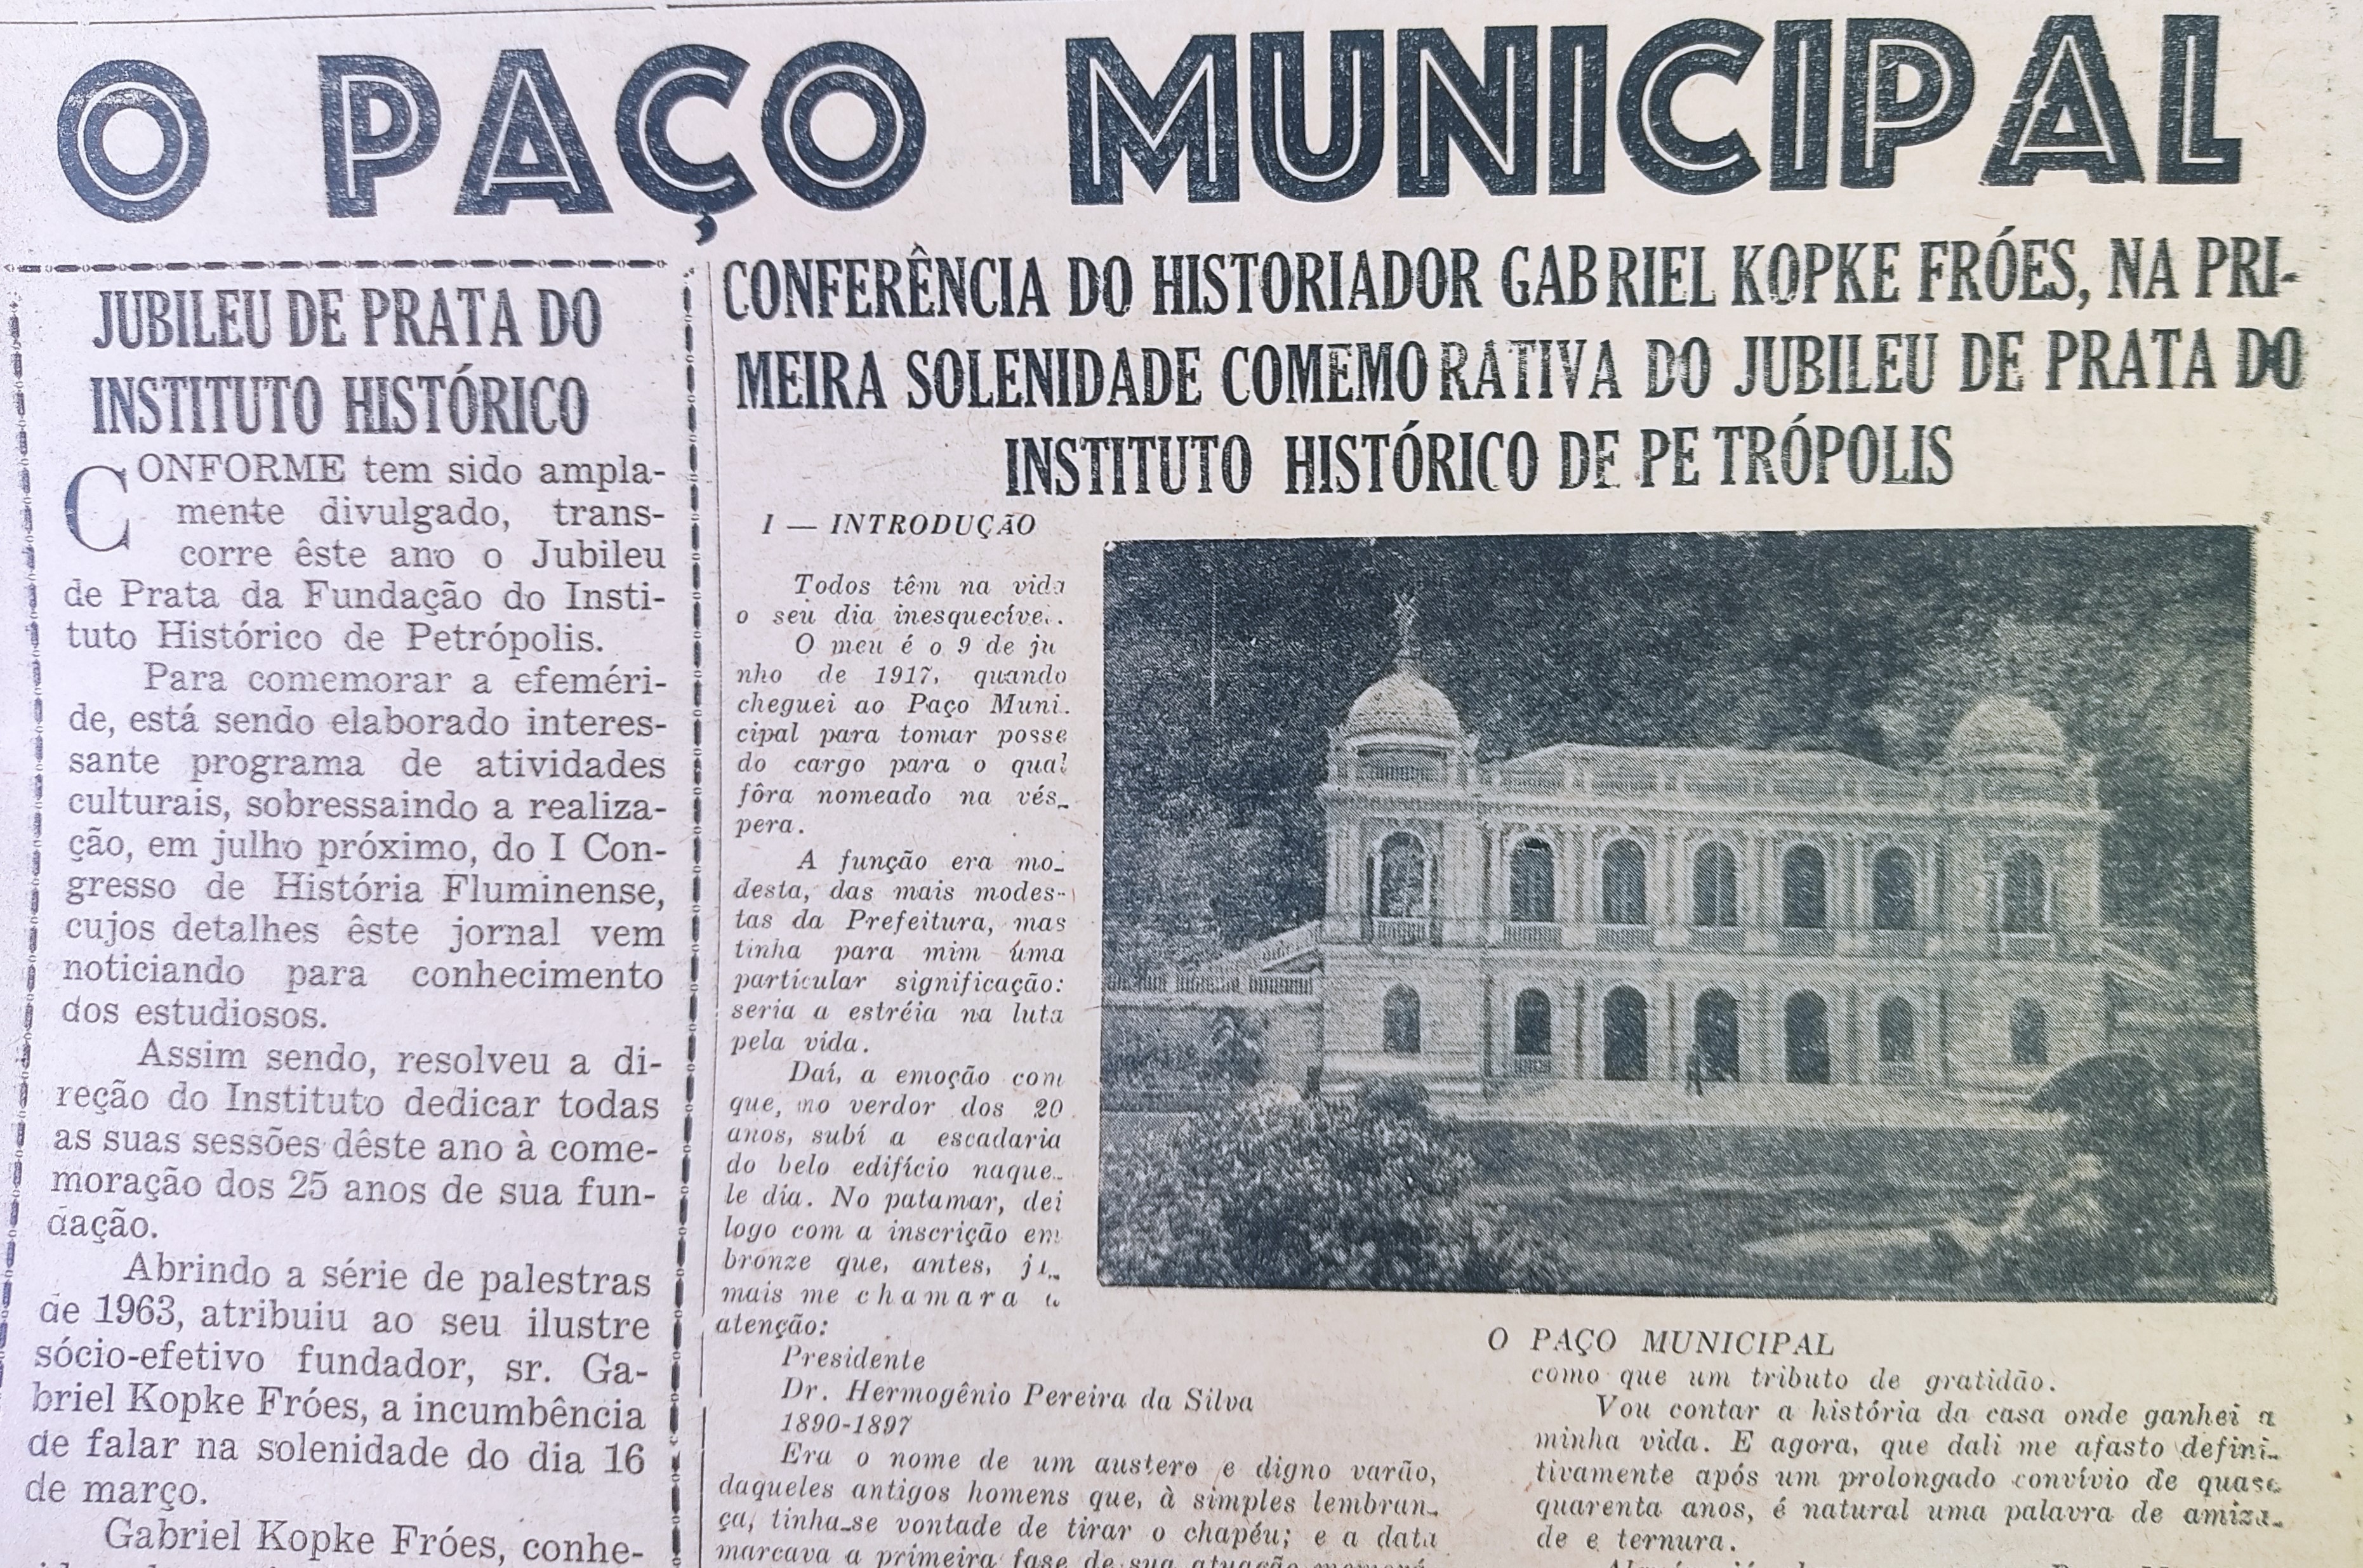 O PAÇO MUNICIPAL
JUBILEU DE PRATA DO
INSTITUTO HISTÓRICO
CONFORME tem sido ampla-
mente divulgado, trans-
corre êste ano o Jubileu
de Prata da Fundação do Insti-
tuto Histórico de Petrópolis.
Para comemorar a efeméri-
de, está sendo elaborado interes-
sante programa de atividades
culturais, sobressaindo a realiza-
ção, em julho próximo, do I Con-
gresso de História Fluminense,
cujos detalhes êste jornal vem
noticiando para conhecimento
dos estudiosos.
Assim sendo, resolveu a di-
reção do Instituto dedicar todas
as suas sessões dêste ano à come-
moração dos 25 anos de sua fun-
dação.
Abrindo a série de palestras
de 1963, atribuiu ao seu ilustre
sócio-efetivo fundador, sr. Ga-
briel Kopke Fróes, a incumbência
de falar na solenidade do dia 16
de março.
Gabriel Kopke Fróes, conhe-
CONFERÊNCIA DO HISTORIADOR GABRIEL KOPKE FRÓES, NA PRI-
MEIRA SOLENIDADE COMEMORATIVA DO JUBILEU DE PRATA DO
INSTITUTO HISTÓRICO DE PETRÓPOLIS
I — INTRODUÇÃO
Todos têm na vida
o seu dia inesquecível.
O meu é o 9 de ju
nho de 1917, quando
cheguei ao Paço Muni.
cipal para tomar posse
do cargo para o qual
fôra nomeado na vés_
pera.
A função era mo_
desta, das mais modes-
tas da Prefeitura, mas
tinha para mim uma
particular significação:
seria a estréia na luta
pela vida.
Daí, a emoção com
que, no verdor dos 20
anos, subí a escadaria
do belo edifício naque_
le dia. No patamar, dei
logo com a inscrição em
bronze que, antes, ja_
mais me chamara a
atenção:
Presidente
Dr. Hermogênio Pereira da Silva
1890-1897
Era o nome de um austero e digno varão,
daqueles antigos homens que, à simples lembran_
ça, tinha_se vontade de tirar o chapéu; e a data
marcava a primeira fase de sua atuação
O PAÇO MUNICIPAL
como que um tributo de gratidão.
Vou contar a história da casa onde ganhei a
minha vida. E agora, que dali me afasto defini_
tivamente após um prolongado convívio de quase
quarenta anos, é natural uma palavra de amiza_
de e ternura.